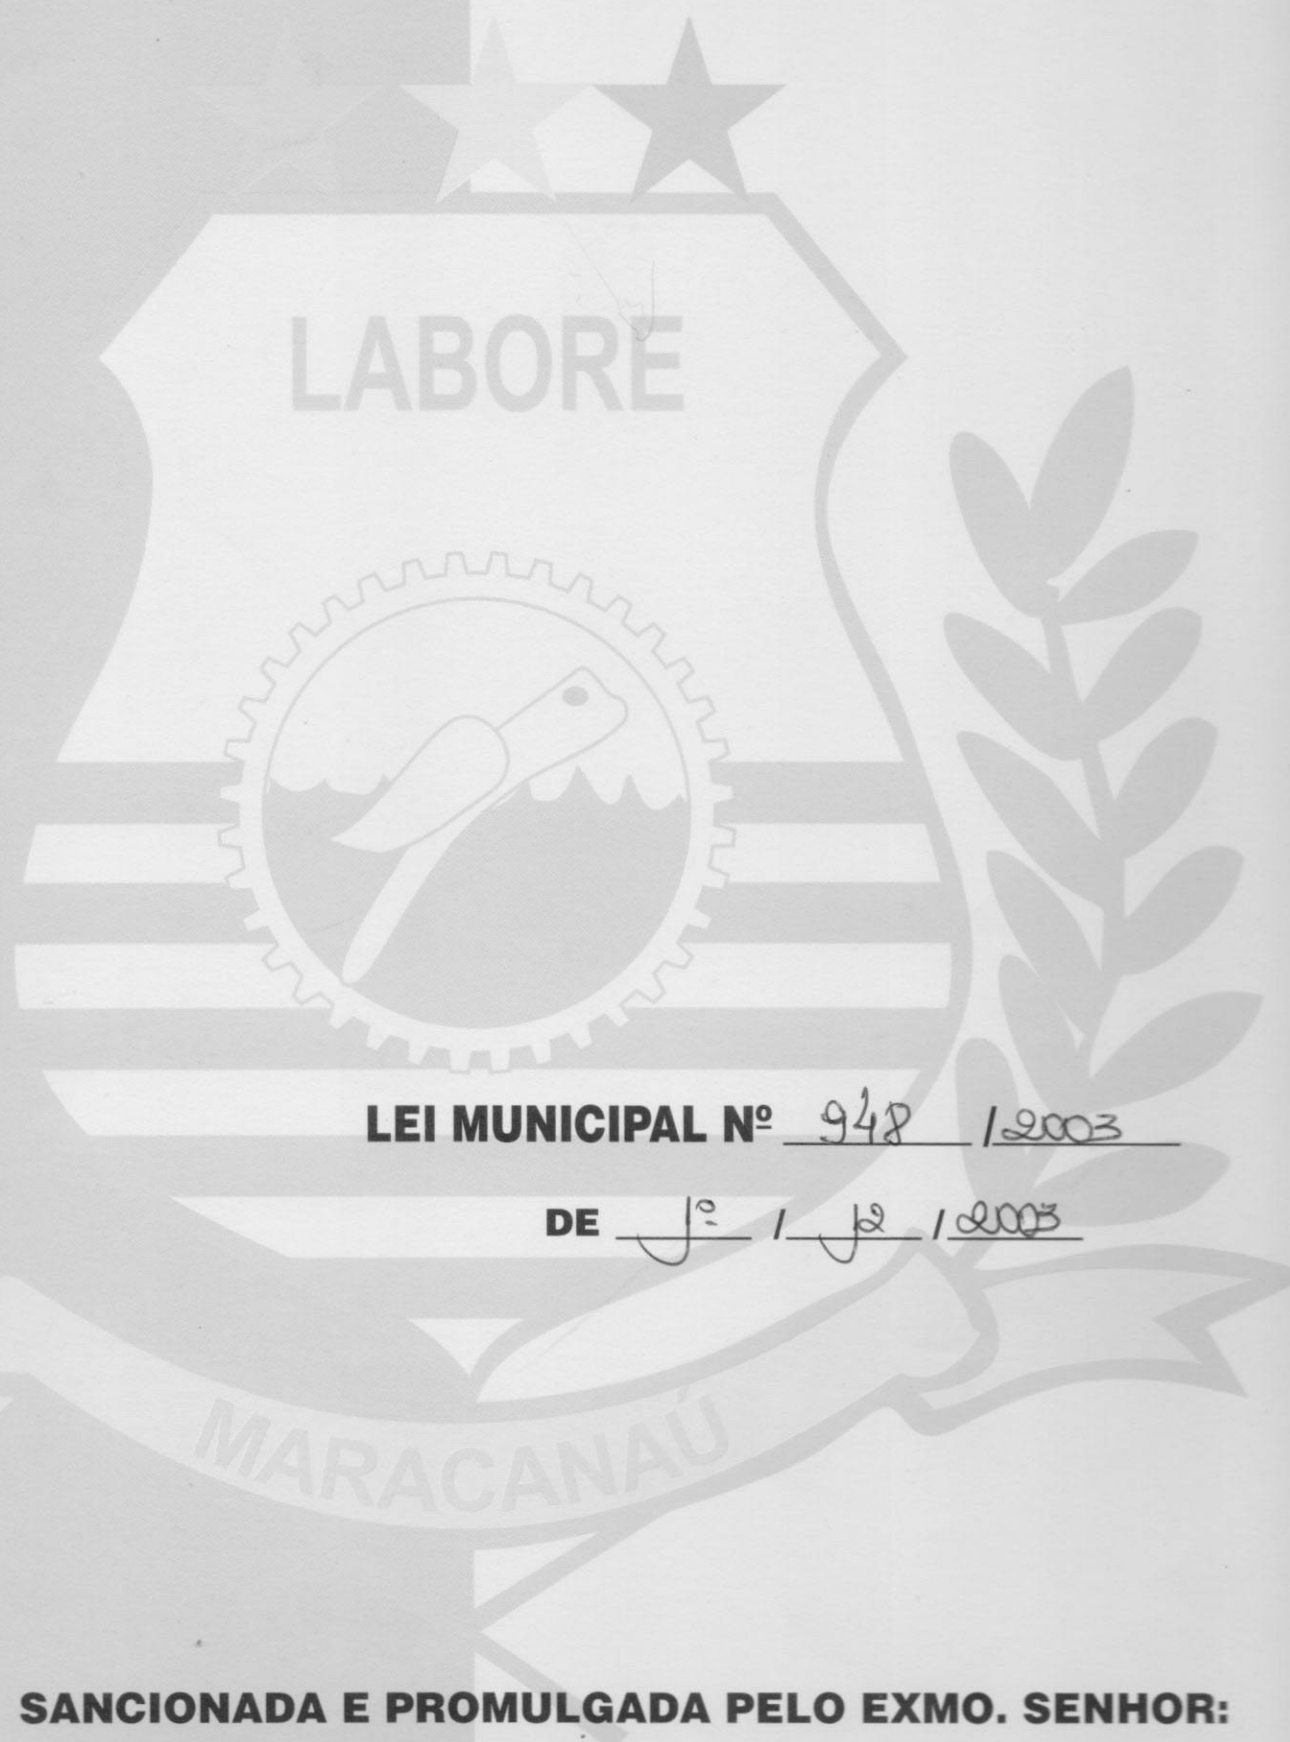 LABORE
LEI MUNICIPAL Nº 948 /2003
DE 1º / 12 / 2003
MARACANAÚ
SANCIONADA E PROMULGADA PELO EXMO. SENHOR: